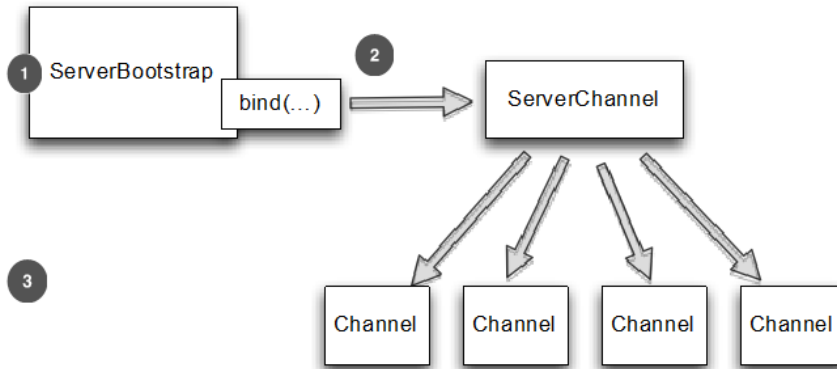 1
ServerBootstrap
bind(...)
2
ServerChannel
3
Channel
Channel
Channel
Channel